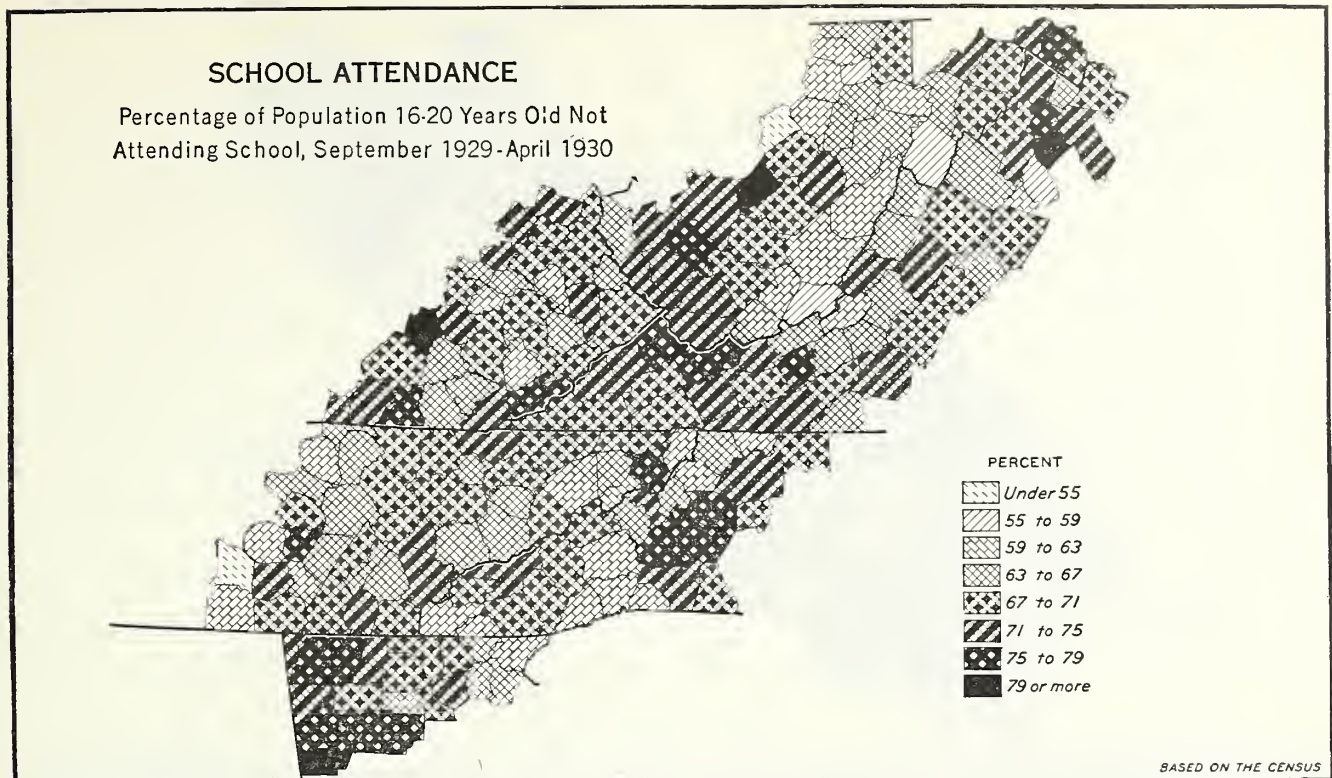 SCHOOL ATTENDANCE
Percentage of Population 16-20 Years Old Not
Attending School, September 1929-April 1930
PERCENT
Under 55
55 to 59
59 to 63
63 to 67
67 to 71
71 to 75
75 to 79
79 or more
BASED ON THE CENSUS